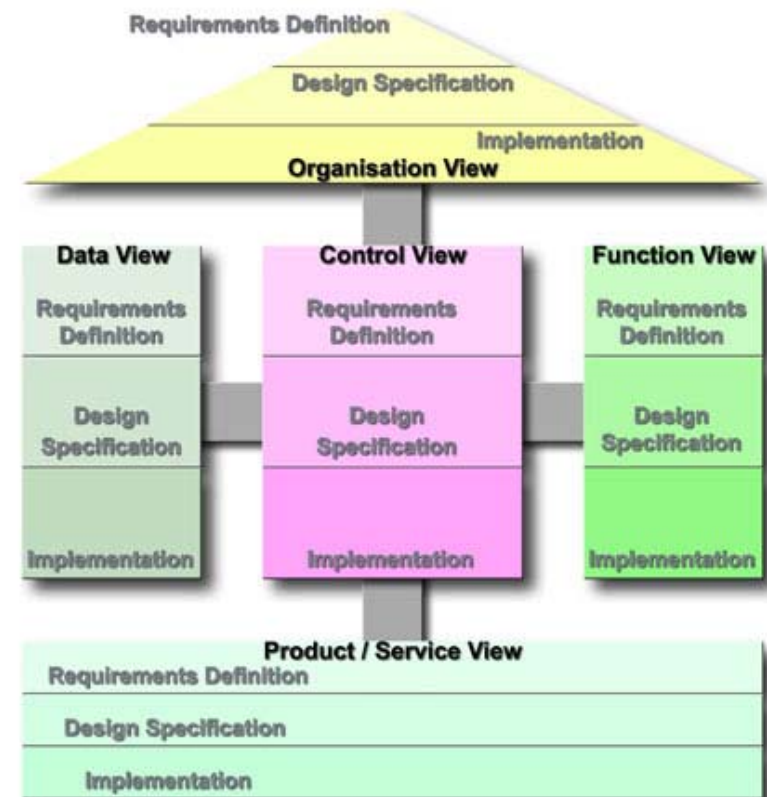 Requirements Definition
Design Specification
Implementation
Organisation View
Data View
Requirements
Definition
Design
Specification
Implementation
Control View
Requirements
Definition
Design
Specification
Implementation
Function View
Requirements
Definition
Design
Specification
Implementation
Product / Service View
Requirements Definition
Design Specification
Implementation